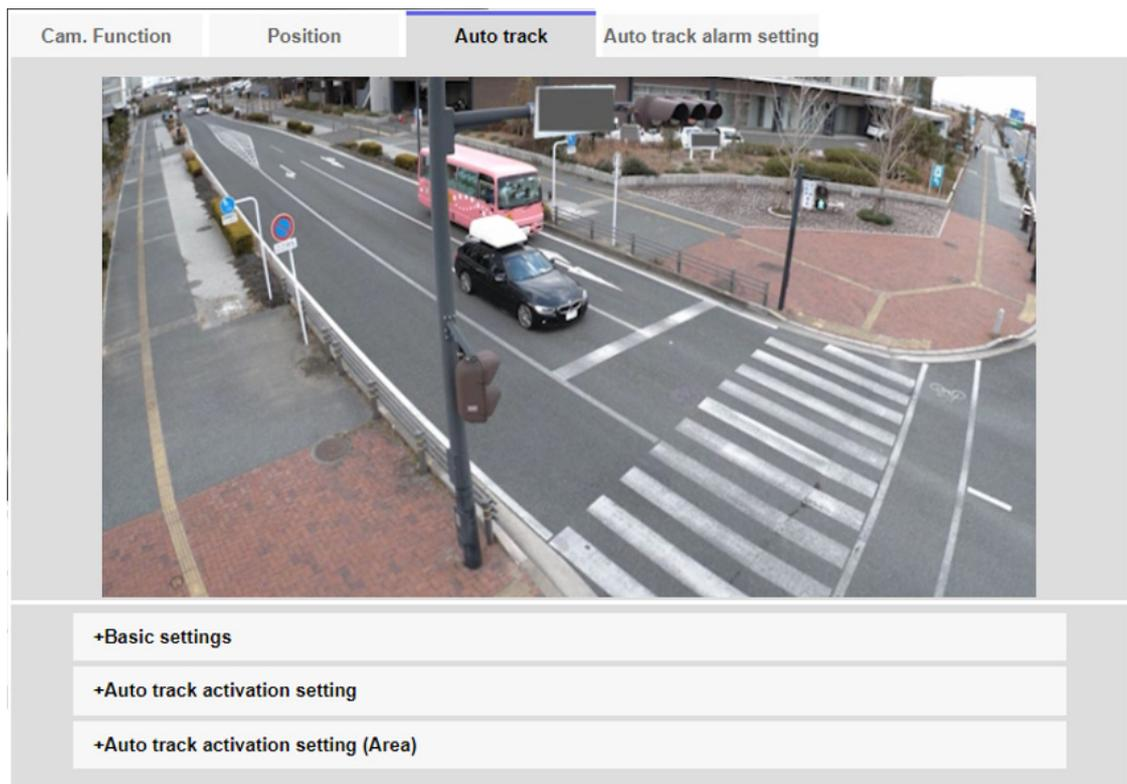 Cam. Function
Position
Auto track
Auto track alarm setting
+Basic settings
+Auto track activation setting
+Auto track activation setting (Area)